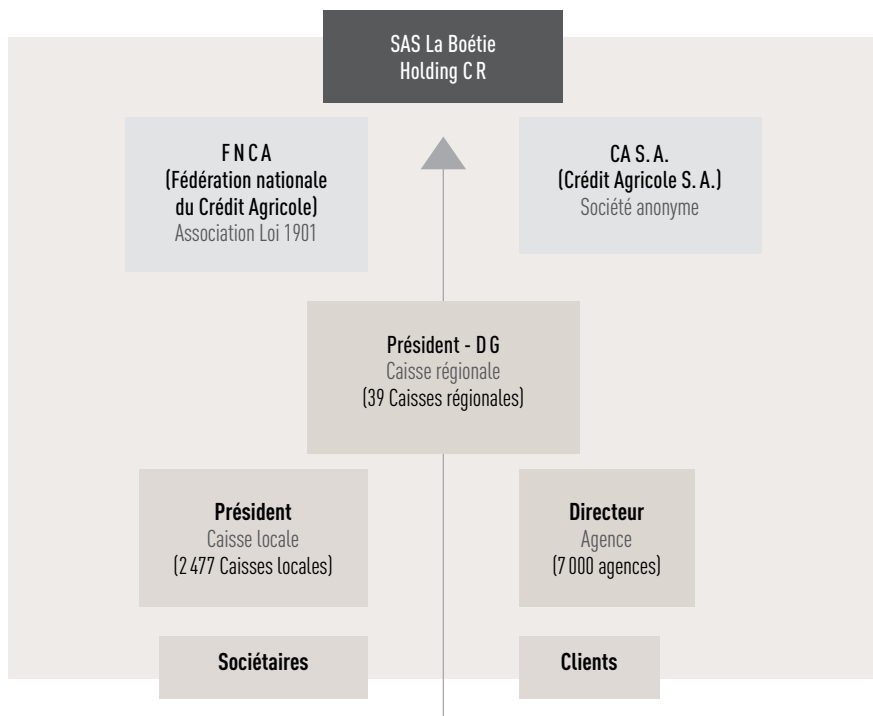 SAS La Boétie
Holding C R
F N C A
(Fédération nationale
du Crédit Agricole)
Association Loi 1901
CA S. A.
(Crédit Agricole S. A.)
Société anonyme
Président - D G
Caisse régionale
(39 Caisses régionales)
Président
Caisse locale
(2 477 Caisses locales)
Directeur
Agence
(7 000 agences)
Sociétaires
Clients